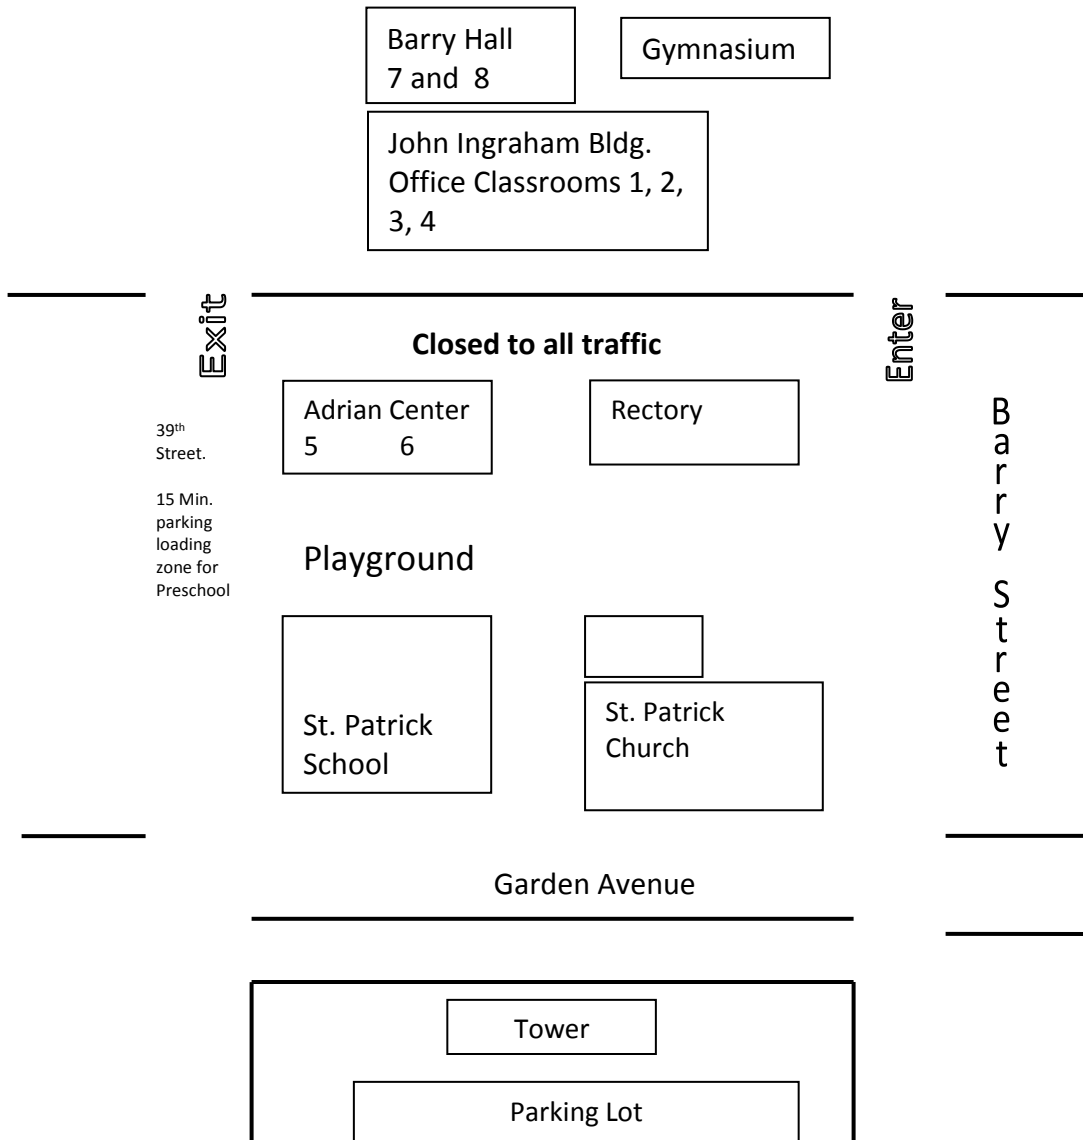 Barry Hall
7 and 8
Gymnasium
John Ingraham Bldg.
Office Classrooms 1, 2,
3, 4
Exit
Enter
Closed to all traffic
Adrian Center
5 6
Rectory
39th
Street.
15 Min.
parking
loading
zone for
Preschool
Barry Street
Playground
St. Patrick
School
St. Patrick
Church
Garden Avenue
Tower
Parking Lot